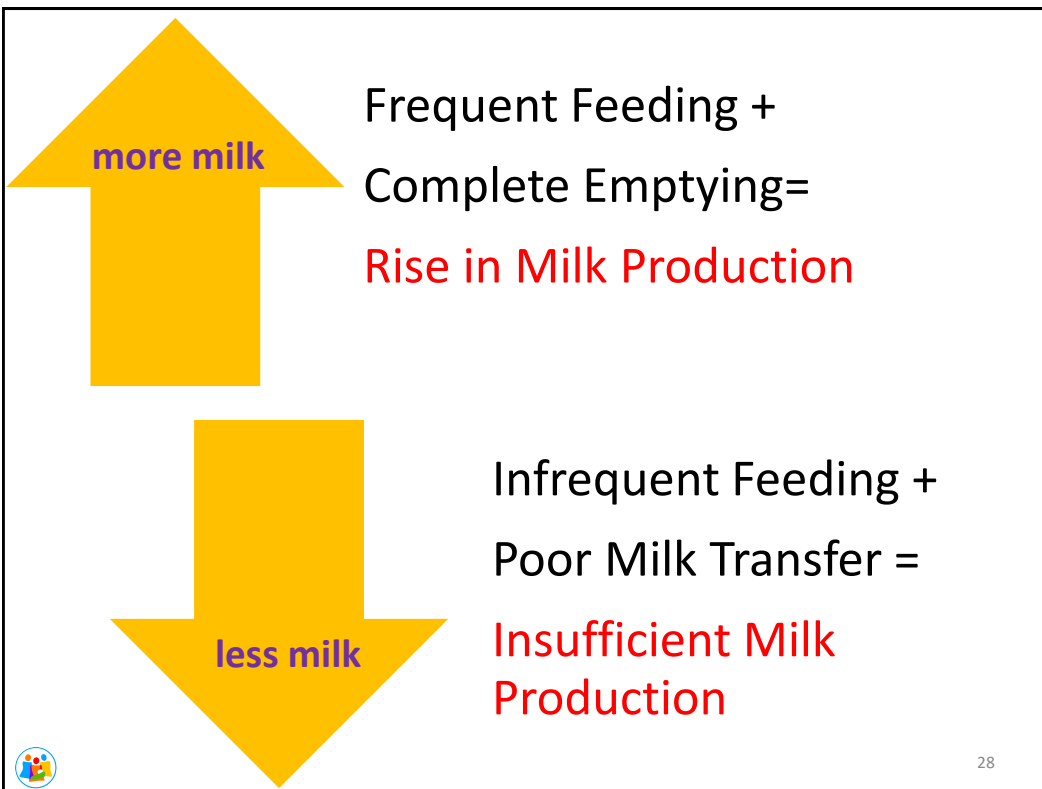 more milk
Frequent Feeding +
Complete Emptying=
Rise in Milk Production
less milk
Infrequent Feeding +
Poor Milk Transfer =
Insufficient Milk
Production
28